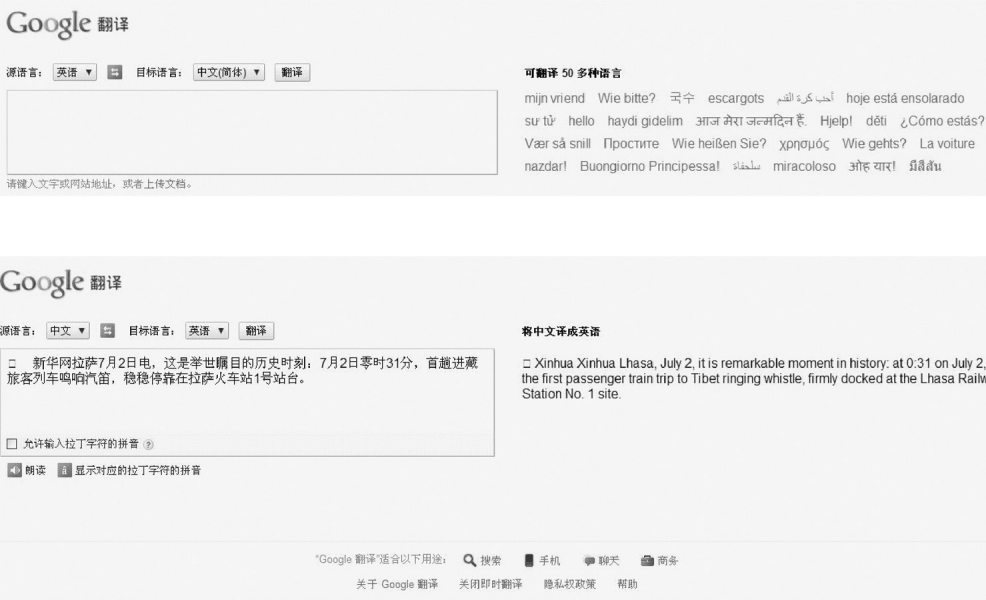 Google 翻译
源语言： 英语 ▼ 目标语言： 中文(简体) ▼ 翻译
请键入文字或网站地址，或者上传文档。
可翻译 50 多种语言
mijn vriend Wie bitte? 국수 escargots أحب كرة القدم hoje está ensolarado
sư tử hello haydi gidelim आज मेरा जन्मदिन हैं. Hjelp! děti ¿Cómo estás?
Vær så snill Простите Wie heißen Sie? χρησμός Wie gehts? La voiture
nazdar! Buongiorno Principessa! سلحفاة miracoloso ओह यार! มีสีสัน
Google 翻译
源语言： 中文 ▼ 目标语言： 英语 ▼ 翻译
□ 新华网拉萨7月2日电，这是举世瞩目的历史时刻：7月2日零时31分，首趟进藏
旅客列车鸣响汽笛，稳稳停靠在拉萨火车站1号站台。
允许输入拉丁字符的拼音 ?
朗读 ä 显示对应的拉丁字符的拼音
将中文译成英语
□ Xinhua Xinhua Lhasa, July 2, it is remarkable moment in history: at 0:31 on July 2,
the first passenger train trip to Tibet ringing whistle, firmly docked at the Lhasa Railw
Station No. 1 site.
"Google 翻译"适合以下用途： 搜索 手机 聊天 商务
关于 Google 翻译 关闭即时翻译 隐私权政策 帮助